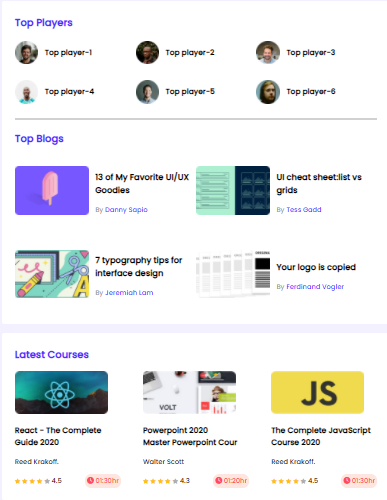 Top Players
Top player-1
Top player-2
Top player-3
Top player-4
Top player-5
Top player-6
Top Blogs
13 of My Favorite UI/UX
Goodies
By Danny Sapio
UI cheat sheet:list vs
grids
By Tess Gadd
7 typography tips for
interface design
By Jeremiah Lam
Your logo is copied
By Ferdinand Vogler
Latest Courses
React - The Complete
Guide 2020
Reed Krakoff.
4.5
01:30hr
VOLT
Powerpoint 2020
Master Powerpoint Cour
Walter Scott
4.3
01:20hr
JS
The Complete JavaScript
Course 2020
Reed Krakoff.
4.5
01:30hr